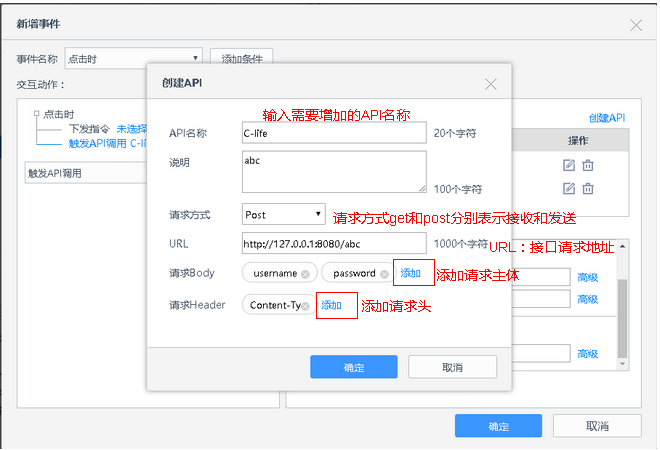 新增事件
事件名称 点击时 添加条件
交互动作：
点击时
下发指令 未选择
触发API调用 C-li
触发API调用
创建API
操作
高级
高级
高级
确定 取消
创建API
输入需要增加的API名称
API名称 C-life 20个字符
说明 abc
100个字符
请求方式 Post 请求方式get和post分别表示接收和发送
URL http://127.0.0.1:8080/abc 1000个字符 URL：接口请求地址
请求Body username password 添加 添加请求主体
请求Header Content-Ty 添加 添加请求头
确定 取消